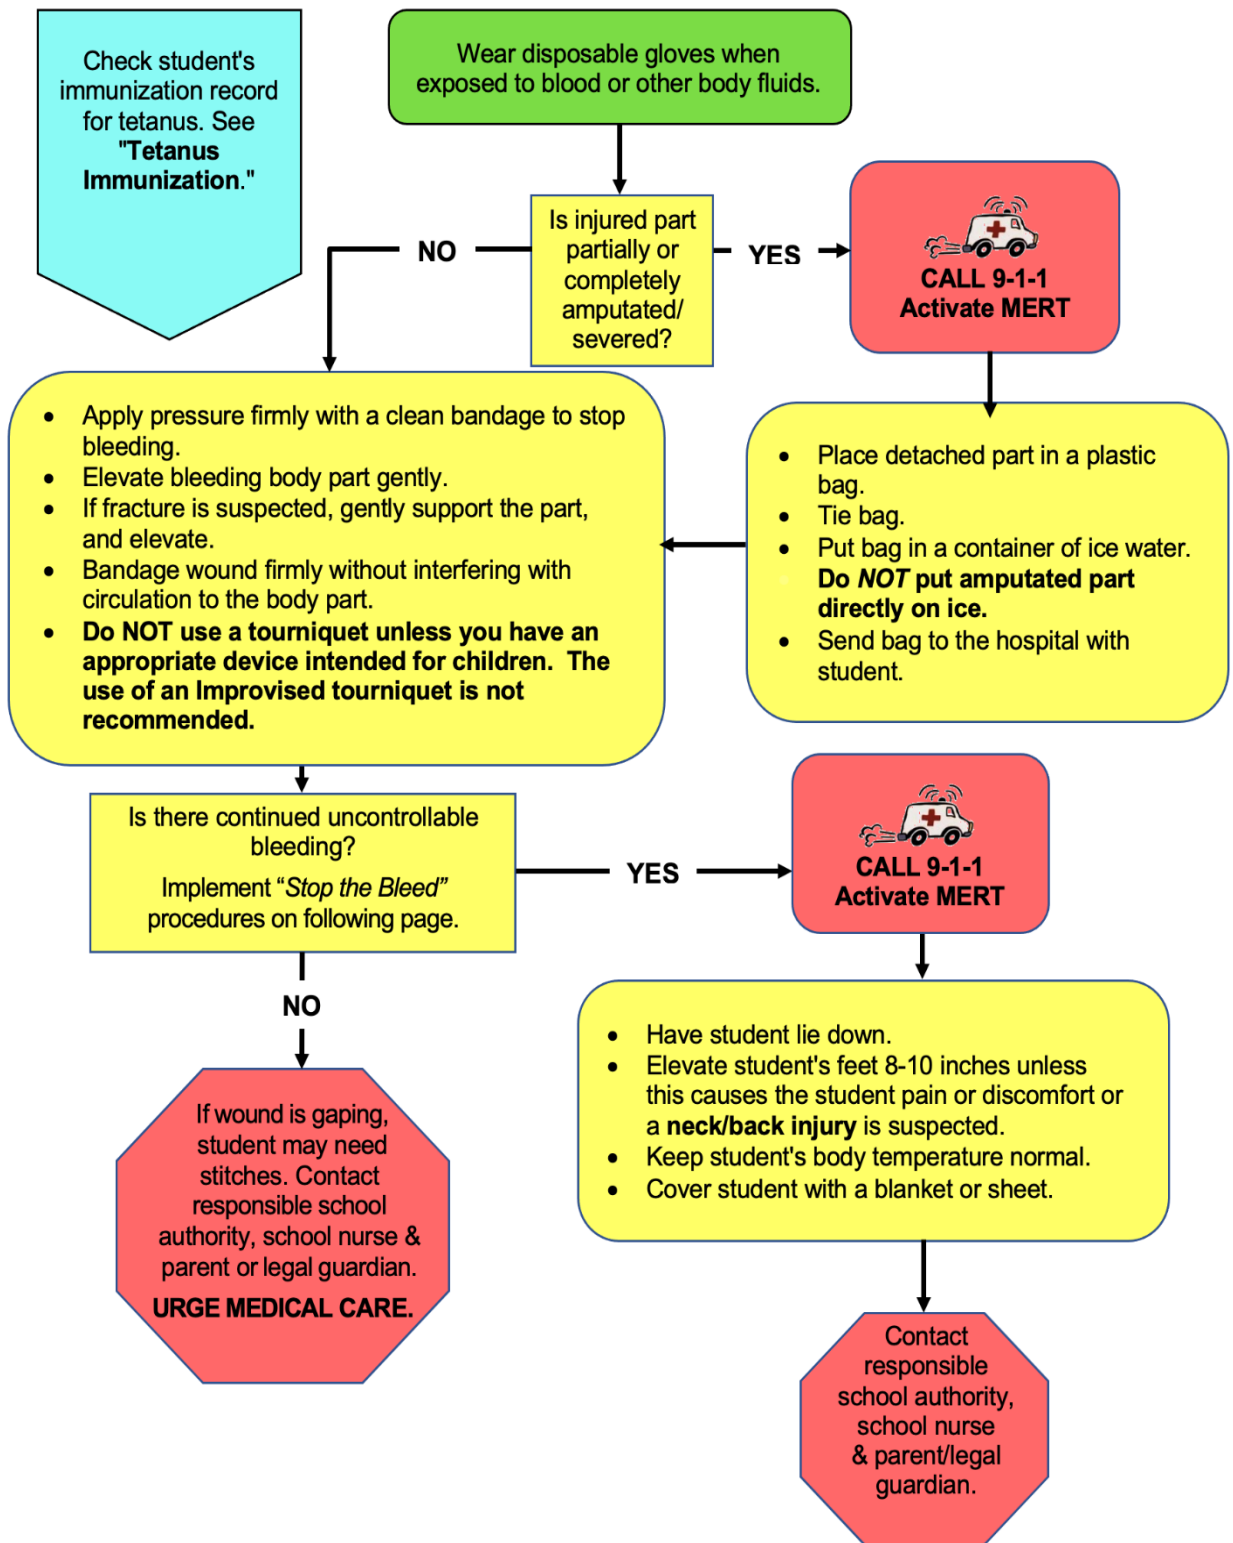 Check student's
immunization record
for tetanus. See
"Tetanus
Immunization."
Wear disposable gloves when
exposed to blood or other body fluids.
Is injured part
partially or
completely
amputated/
severed?
NO
YES
CALL 9-1-1
Activate MERT
• Apply pressure firmly with a clean bandage to stop
bleeding.
• Elevate bleeding body part gently.
• If fracture is suspected, gently support the part,
and elevate.
• Bandage wound firmly without interfering with
circulation to the body part.
• Do NOT use a tourniquet unless you have an
appropriate device intended for children. The
use of an Improvised tourniquet is not
recommended.
• Place detached part in a plastic
bag.
• Tie bag.
• Put bag in a container of ice water.
Do NOT put amputated part
directly on ice.
• Send bag to the hospital with
student.
Is there continued uncontrollable
bleeding?
Implement “Stop the Bleed”
procedures on following page.
YES
CALL 9-1-1
Activate MERT
NO
• Have student lie down.
• Elevate student's feet 8-10 inches unless
this causes the student pain or discomfort or
a neck/back injury is suspected.
• Keep student's body temperature normal.
• Cover student with a blanket or sheet.
If wound is gaping,
student may need
stitches. Contact
responsible school
authority, school nurse &
parent or legal guardian.
URGE MEDICAL CARE.
Contact
responsible
school authority,
school nurse
& parent/legal
guardian.